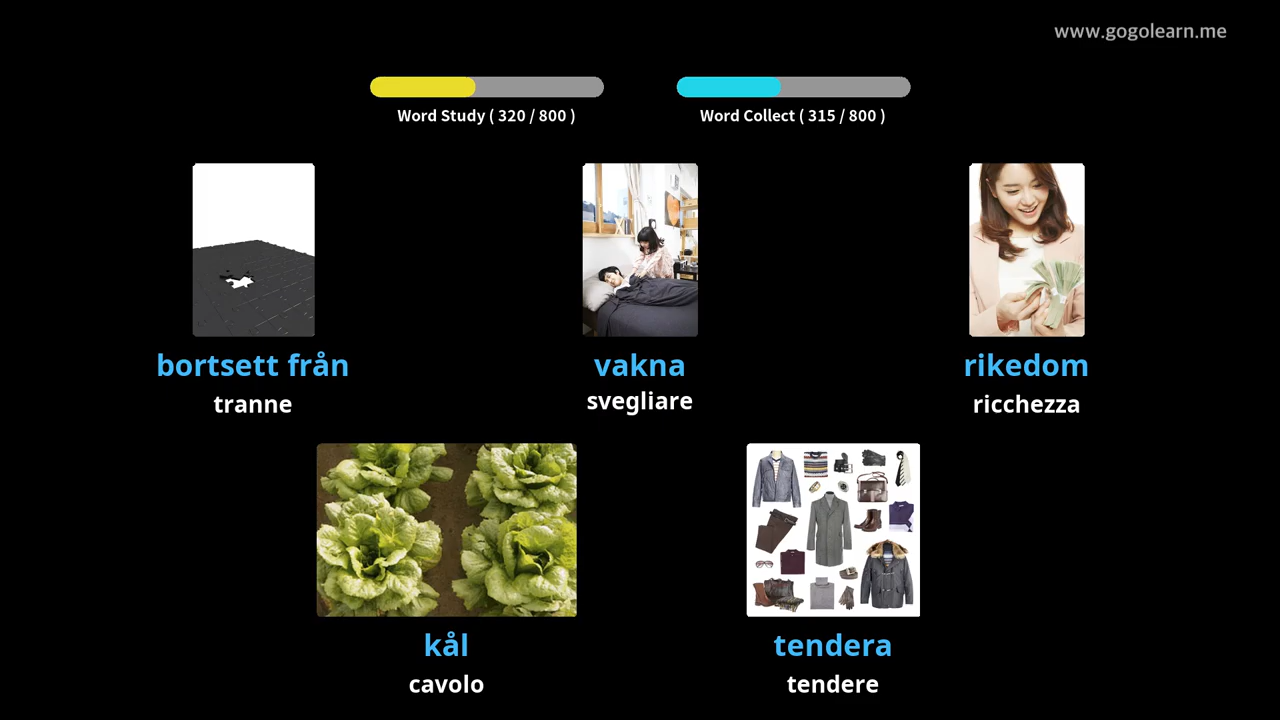 www.gogolearn.me
Word Study ( 320 / 800 )
Word Collect ( 315 / 800 )
bortsett från
tranne
vakna
svegliare
rikedom
ricchezza
kål
cavolo
tendera
tendere